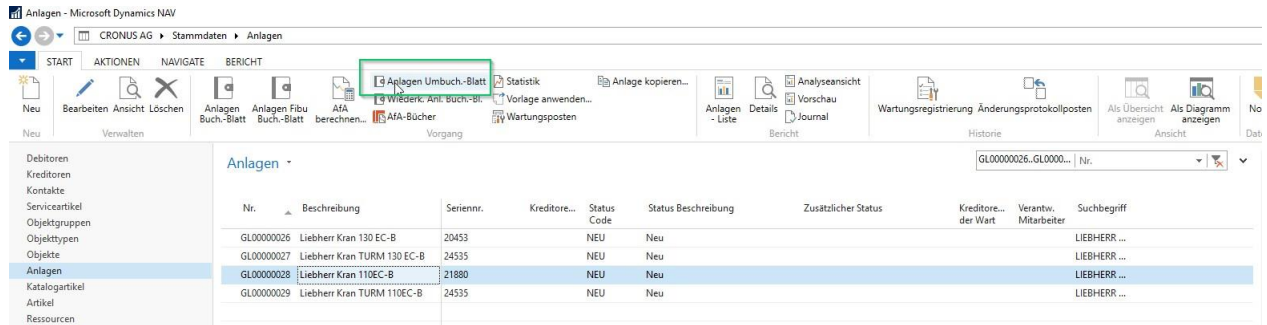 Anlagen - Microsoft Dynamics NAV
CRONUS AG ▸ Stammdaten ▸ Anlagen
START AKTIONEN NAVIGATE BERICHT
Neu
Bearbeiten Ansicht Löschen
Anlagen Buch.-Blatt
Anlagen Fibu Buch.-Blatt
AfA berechnen...
Anlagen Umbuch.-Blatt
Wiederk. Anl. Buch.-Bl.
AfA-Bücher
Statistik
Vorlage anwenden...
Wartungsposten
Anlage kopieren...
Anlagen - Liste
Details
Analyseansicht
Vorschau
Journal
Wartungsregistrierung Änderungsprotokollposten
Als Übersicht anzeigen
Als Diagramm anzeigen
Neu Verwalten Vorgang Bericht Historie Ansicht
Debitoren
Kreditoren
Kontakte
Serviceartikel
Objektgruppen
Objekttypen
Objekte
Anlagen
Katalogartikel
Artikel
Ressourcen
Anlagen
GL00000026..GL0000... Nr.
Nr. Beschreibung Seriennr. Kreditore... Status Code Status Beschreibung Zusätzlicher Status Kreditore... der Wart Verantw. Mitarbeiter Suchbegriff
GL00000026 Liebherr Kran 130 EC-B 20453 NEU Neu LIEBHERR ...
GL00000027 Liebherr Kran TURM 130 EC-B 24535 NEU Neu LIEBHERR ...
GL00000028 Liebherr Kran 110EC-B 21880 NEU Neu LIEBHERR ...
GL00000029 Liebherr Kran TURM 110EC-B 24535 NEU Neu LIEBHERR ...